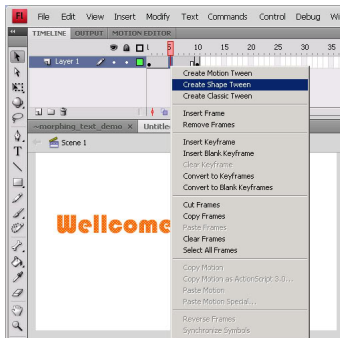 FL File Edit View Insert Modify Text Commands Control Debug
TIMELINE OUTPUT MOTION EDITOR
1 5 10 15 20 25 30 35
Layer 1
Create Motion Tween
Create Shape Tween
Create Classic Tween
Insert Frame
Remove Frames
Insert Keyframe
Insert Blank Keyframe
Clear Keyframe
Convert to Keyframes
Convert to Blank Keyframes
Cut Frames
Copy Frames
Paste Frames
Clear Frames
Select All Frames
Copy Motion
Copy Motion as ActionScript 3.0...
Paste Motion
Paste Motion Special...
Reverse Frames
Synchronize Symbols
~morphing_text_demo × Untitle
Scene 1
T
Wellcome